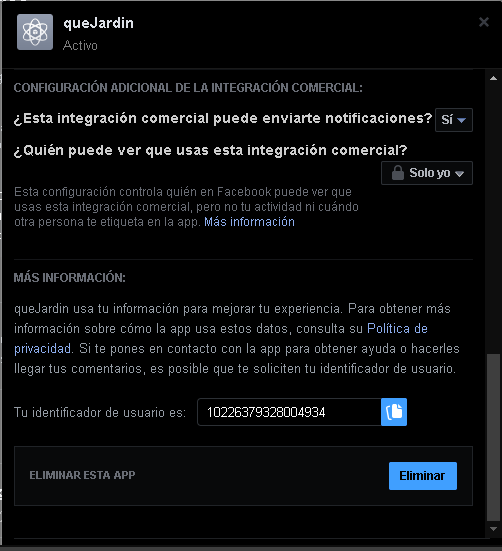 queJardin
Activo
CONFIGURACIÓN ADICIONAL DE LA INTEGRACIÓN COMERCIAL:
¿Esta integración comercial puede enviarte notificaciones? Sí
¿Quién puede ver que usas esta integración comercial?
Solo yo
Esta configuración controla quién en Facebook puede ver que
usas esta integración comercial, pero no tu actividad ni cuándo
otra persona te etiqueta en la app. Más información
MÁS INFORMACIÓN:
queJardin usa tu información para mejorar tu experiencia. Para obtener más
información sobre cómo la app usa estos datos, consulta su Política de
privacidad. Si te pones en contacto con la app para obtener ayuda o hacerles
llegar tus comentarios, es posible que te soliciten tu identificador de usuario.
Tu identificador de usuario es: 10226379328004934
ELIMINAR ESTA APP Eliminar